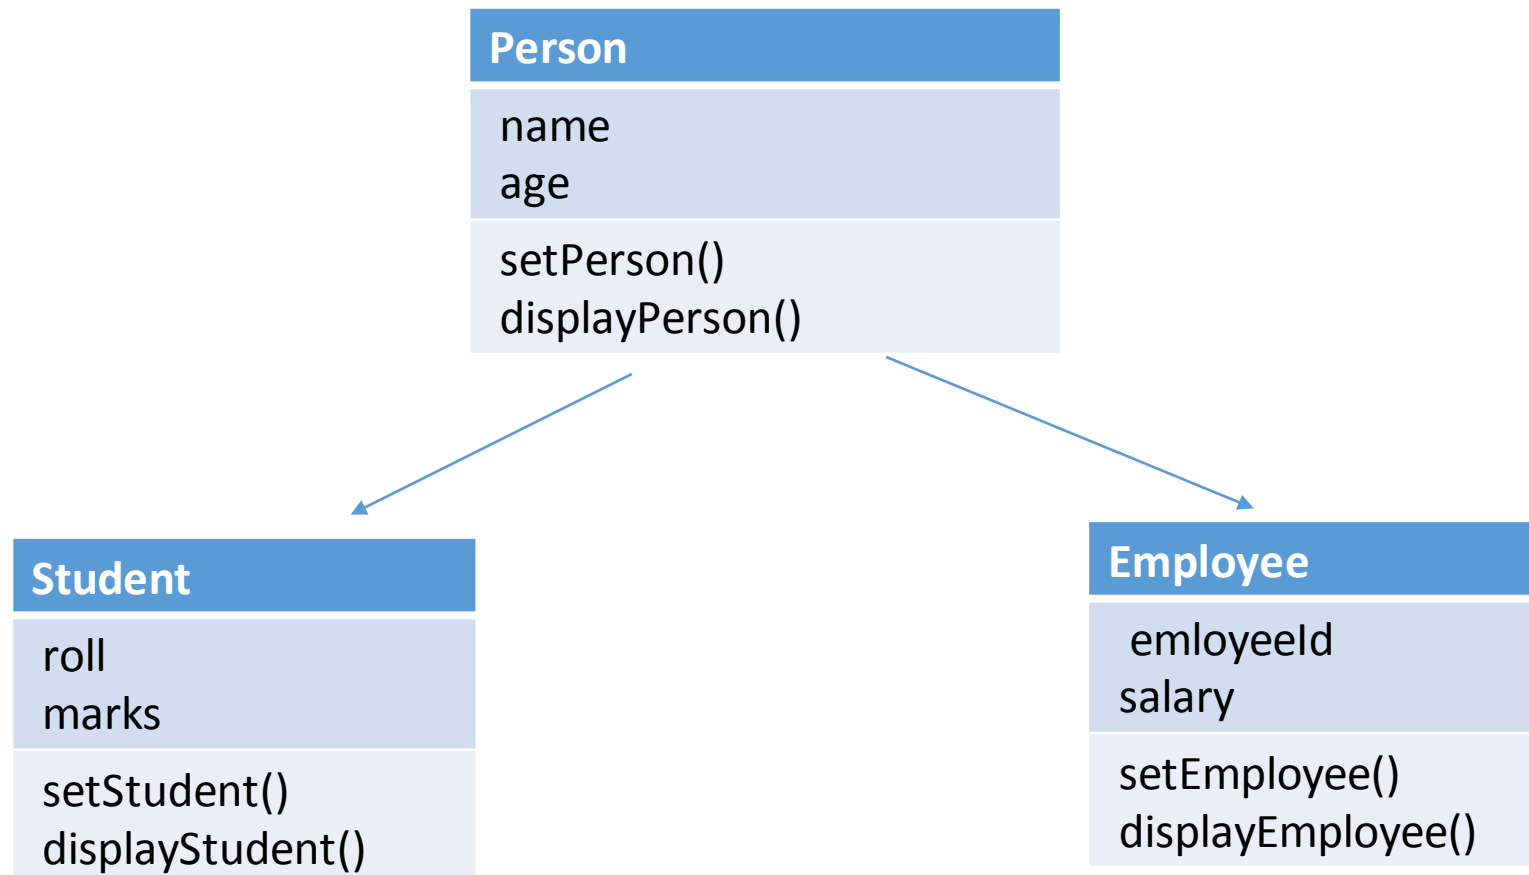 Person
name
age
setPerson()
displayPerson()
Student
roll
marks
setStudent()
displayStudent()
Employee
emloyeeId
salary
setEmployee()
displayEmployee()